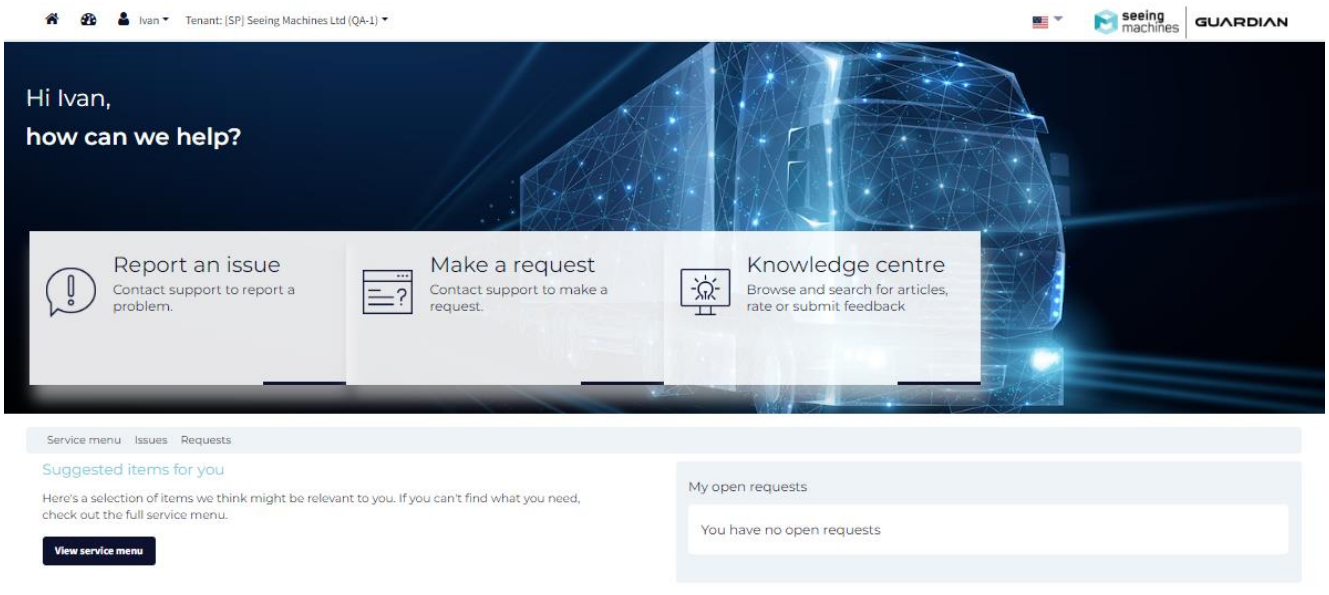 Ivan Tenant: [SP] Seeing Machines Ltd (QA-1)
seeing
machines
GUARDIAN
Hi Ivan,
how can we help?
Report an issue
Contact support to report a
problem.
Make a request
Contact support to make a
request.
Knowledge centre
Browse and search for articles,
rate or submit feedback
Service menu Issues Requests
Suggested items for you
Here's a selection of items we think might be relevant to you. If you can't find what you need,
check out the full service menu.
View service menu
My open requests
You have no open requests